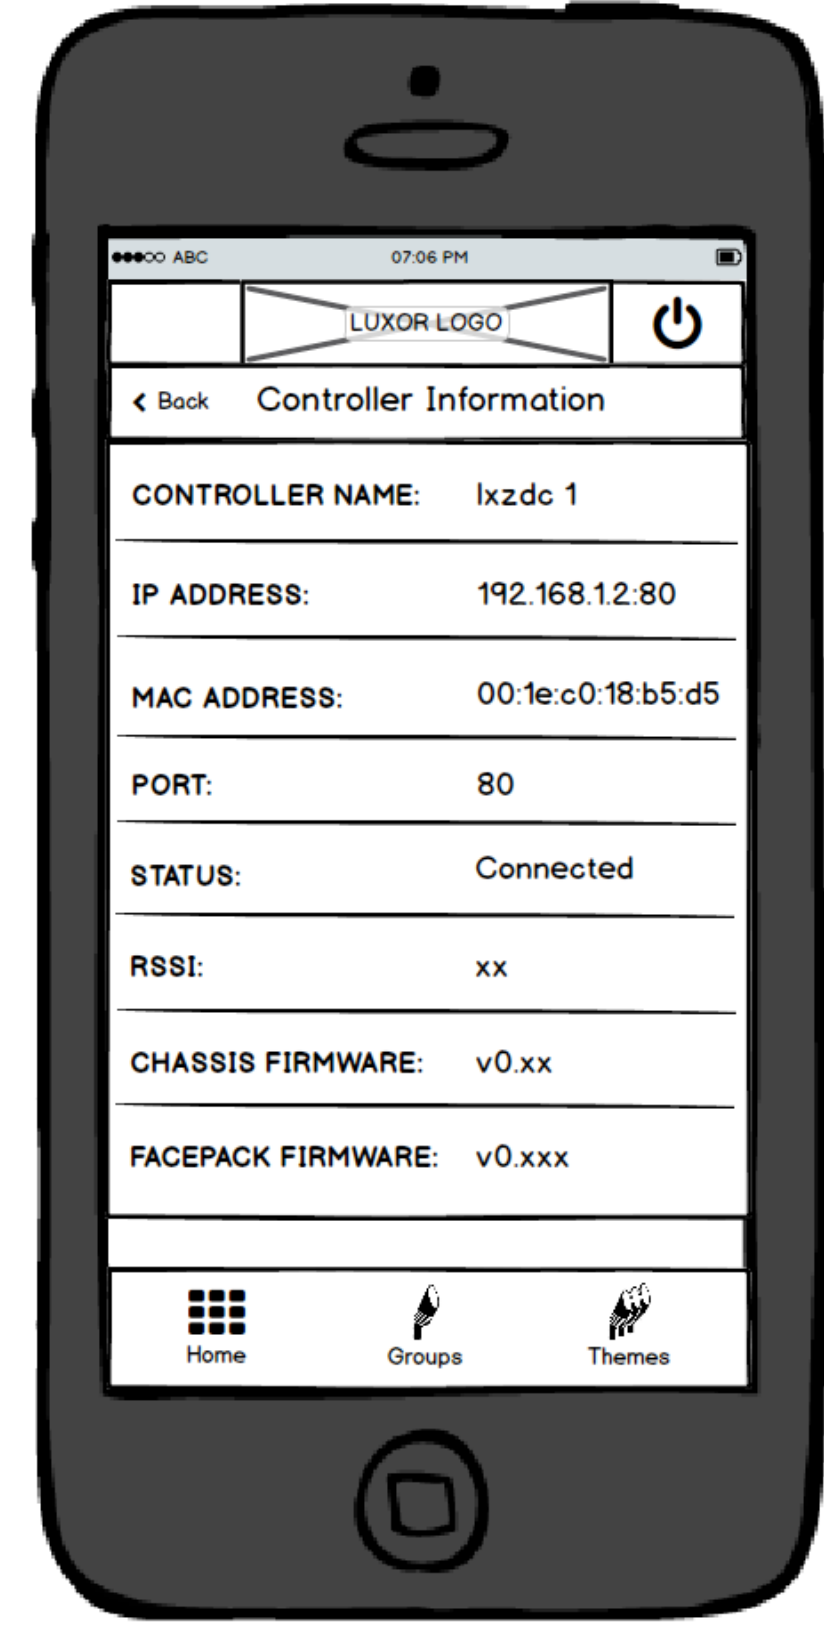 ABC 07:06 PM
LUXOR LOGO
Back Controller Information
CONTROLLER NAME: lxzdc 1
IP ADDRESS: 192.168.1.2:80
MAC ADDRESS: 00:1e:c0:18:b5:d5
PORT: 80
STATUS: Connected
RSSI: xx
CHASSIS FIRMWARE: v0.xx
FACEPACK FIRMWARE: v0.xxx
Home Groups Themes